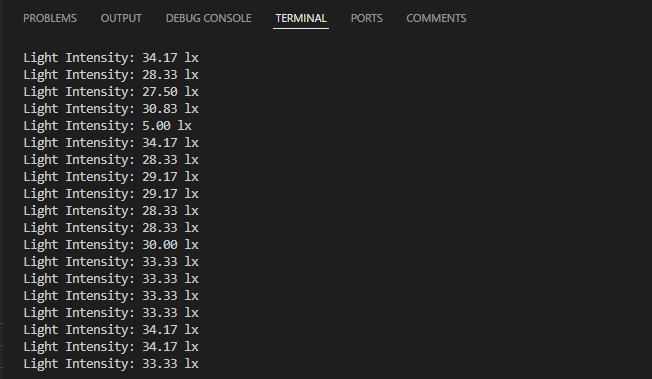 PROBLEMS OUTPUT DEBUG CONSOLE TERMINAL PORTS COMMENTS
Light Intensity: 34.17 lx
Light Intensity: 28.33 lx
Light Intensity: 27.50 lx
Light Intensity: 30.83 lx
Light Intensity: 5.00 lx
Light Intensity: 34.17 lx
Light Intensity: 28.33 lx
Light Intensity: 29.17 lx
Light Intensity: 29.17 lx
Light Intensity: 28.33 lx
Light Intensity: 28.33 lx
Light Intensity: 30.00 lx
Light Intensity: 33.33 lx
Light Intensity: 33.33 lx
Light Intensity: 33.33 lx
Light Intensity: 33.33 lx
Light Intensity: 34.17 lx
Light Intensity: 34.17 lx
Light Intensity: 33.33 lx